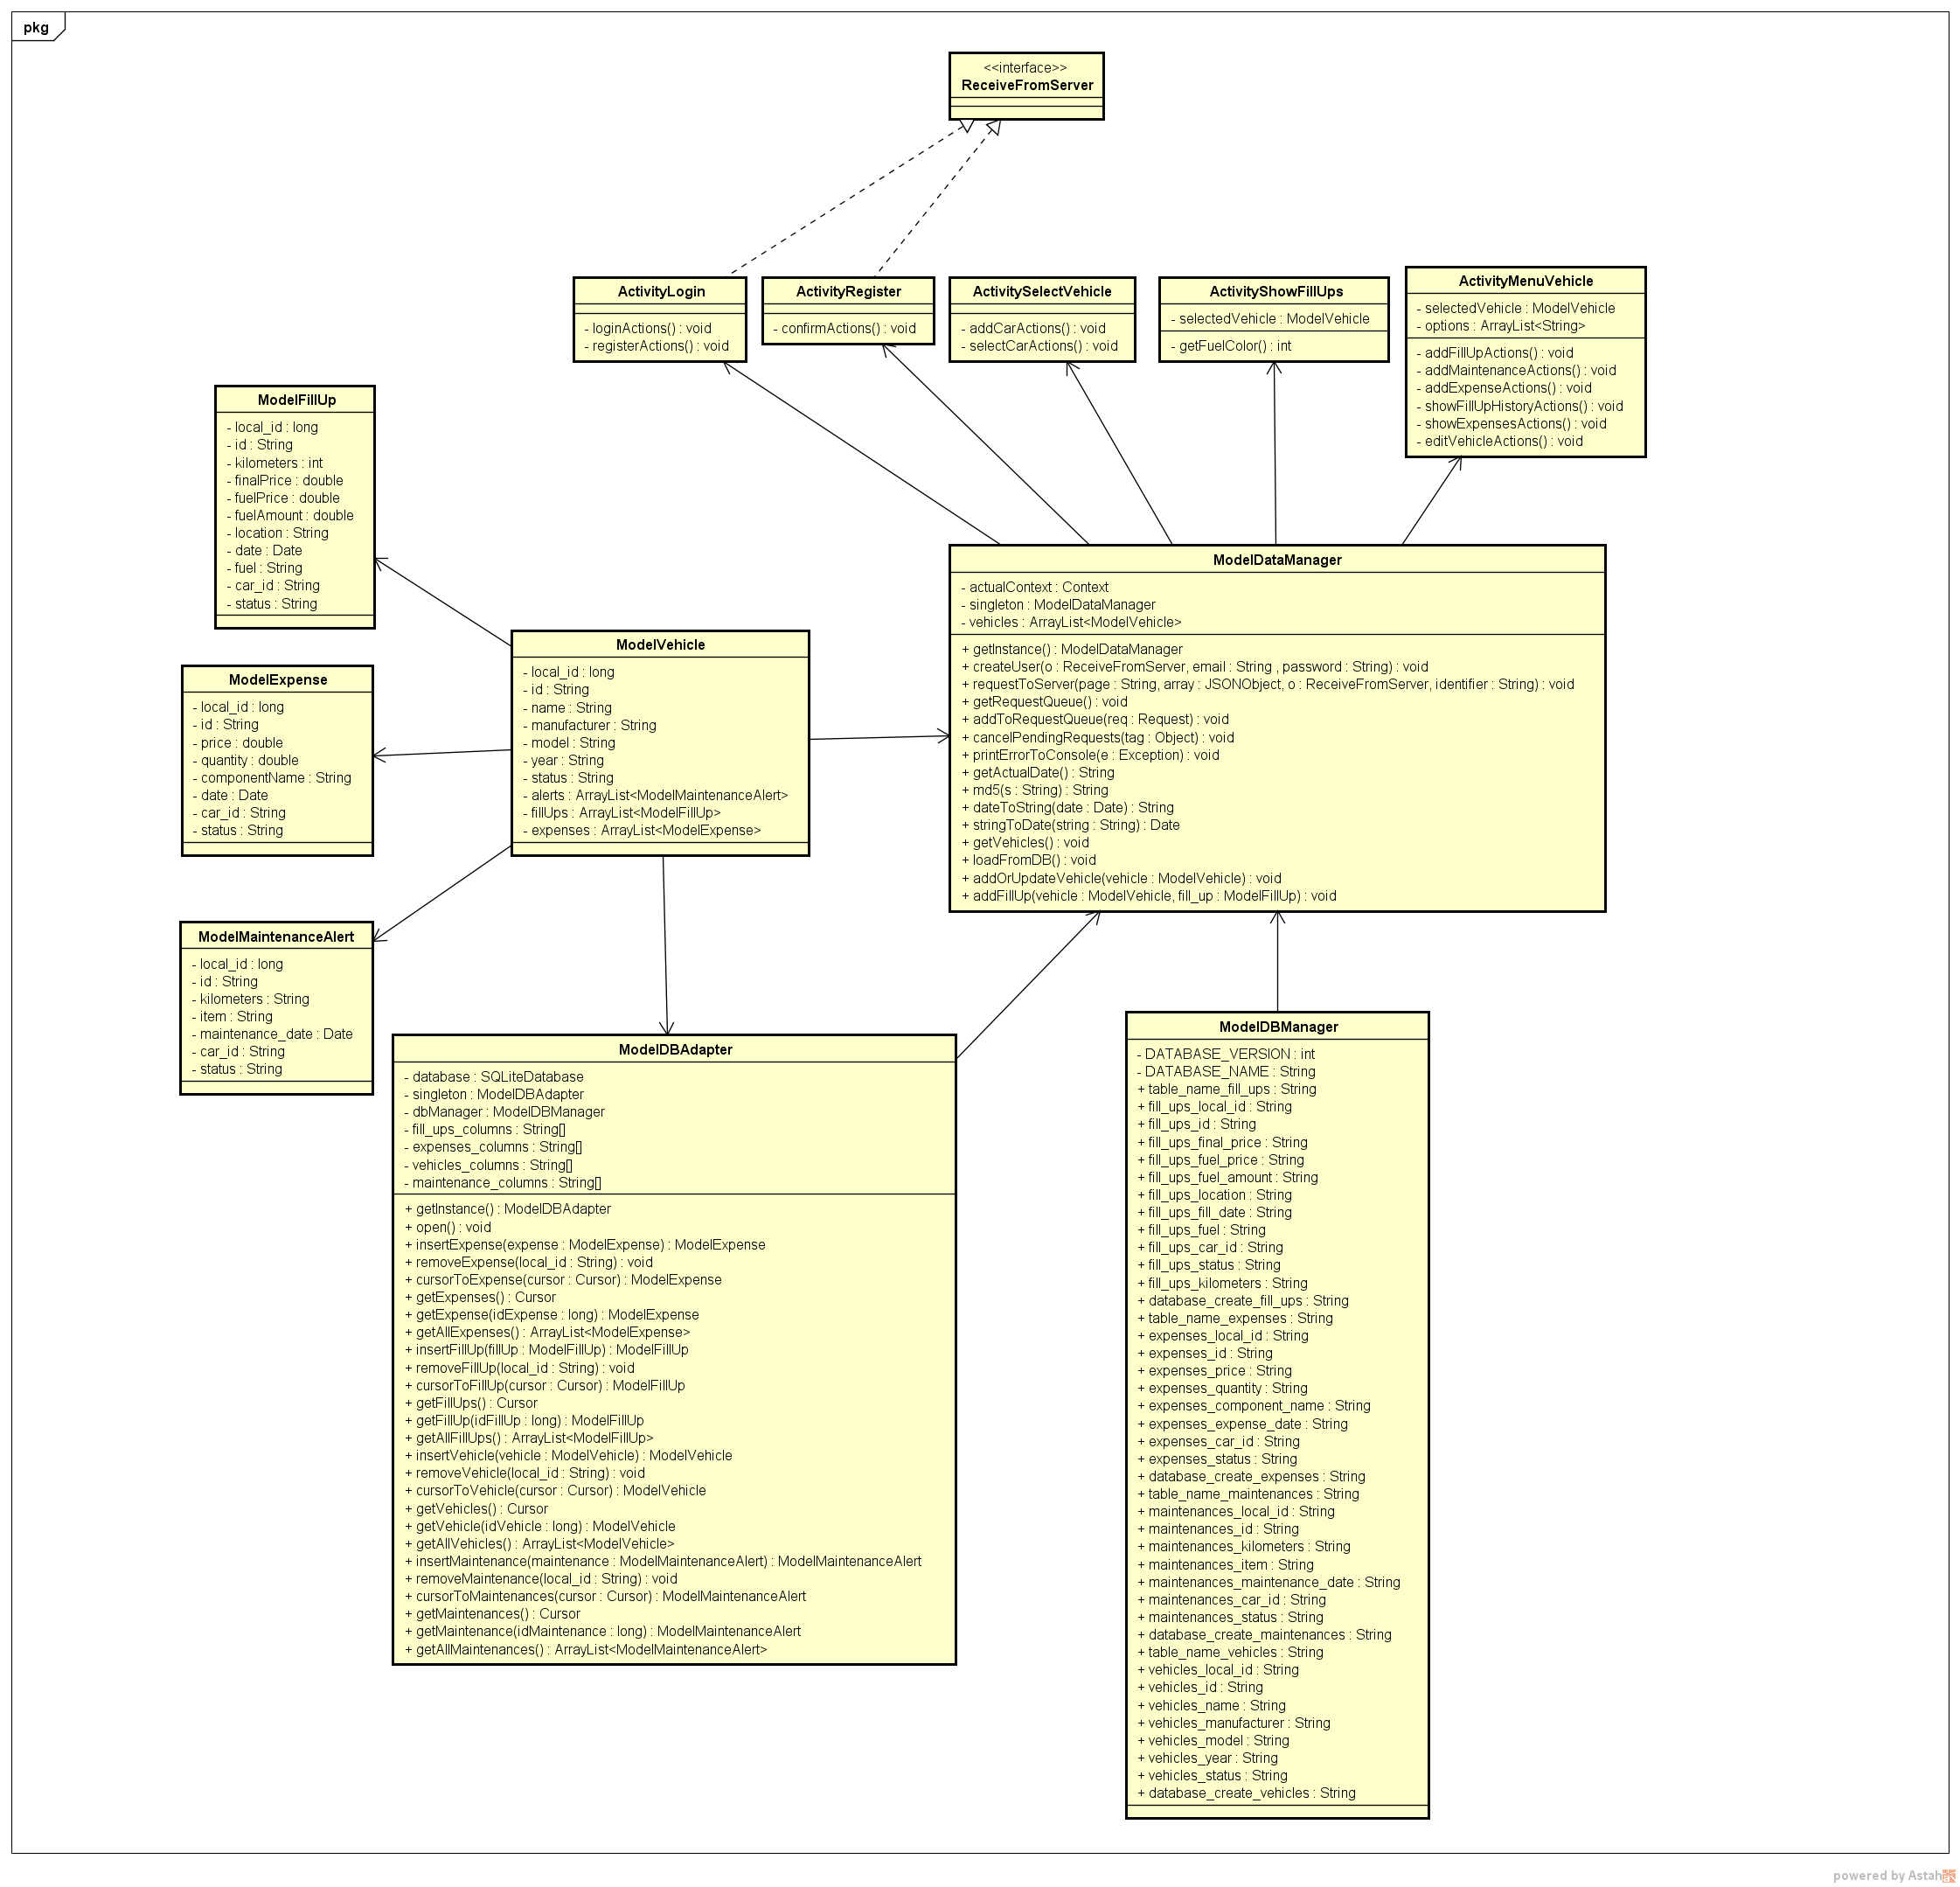 pkg
<<interface>>
ReceiveFromServer
ActivityLogin
- loginActions() : void
- registerActions() : void
ActivityRegister
- confirmActions() : void
ActivitySelectVehicle
- addCarActions() : void
- selectCarActions() : void
ActivityShowFillUps
- selectedVehicle : ModelVehicle
- getFuelColor() : int
ActivityMenuVehicle
- selectedVehicle : ModelVehicle
- options : ArrayList<String>
- addFillUpActions() : void
- addMaintenanceActions() : void
- addExpenseActions() : void
- showFillUpHistoryActions() : void
- showExpensesActions() : void
- editVehicleActions() : void
ModelFillUp
- local_id : long
- id : String
- kilometers : int
- finalPrice : double
- fuelPrice : double
- fuelAmount : double
- location : String
- date : Date
- fuel : String
- car_id : String
- status : String
ModelExpense
- local_id : long
- id : String
- price : double
- quantity : double
- componentName : String
- date : Date
- car_id : String
- status : String
ModelMaintenanceAlert
- local_id : long
- id : String
- kilometers : String
- item : String
- maintenance_date : Date
- car_id : String
- status : String
ModelVehicle
- local_id : long
- id : String
- name : String
- manufacturer : String
- model : String
- year : String
- status : String
- alerts : ArrayList<ModelMaintenanceAlert>
- fillUps : ArrayList<ModelFillUp>
- expenses : ArrayList<ModelExpense>
ModelDataManager
- actualContext : Context
- singleton : ModelDataManager
- vehicles : ArrayList<ModelVehicle>
+ getInstance() : ModelDataManager
+ createUser(o : ReceiveFromServer, email : String , password : String) : void
+ requestToServer(page : String, array : JSONObject, o : ReceiveFromServer, identifier : String) : void
+ getRequestQueue() : void
+ addToRequestQueue(req : Request) : void
+ cancelPendingRequests(tag : Object) : void
+ printErrorToConsole(e : Exception) : void
+ getActualDate() : String
+ md5(s : String) : String
+ dateToString(date : Date) : String
+ stringToDate(string : String) : Date
+ getVehicles() : void
+ loadFromDB() : void
+ addOrUpdateVehicle(vehicle : ModelVehicle) : void
+ addFillUp(vehicle : ModelVehicle, fill_up : ModelFillUp) : void
ModelDBAdapter
- database : SQLiteDatabase
- singleton : ModelDBAdapter
- dbManager : ModelDBManager
- fill_ups_columns : String[]
- expenses_columns : String[]
- vehicles_columns : String[]
- maintenance_columns : String[]
+ getInstance() : ModelDBAdapter
+ open() : void
+ insertExpense(expense : ModelExpense) : ModelExpense
+ removeExpense(local_id : String) : void
+ cursorToExpense(cursor : Cursor) : ModelExpense
+ getExpenses() : Cursor
+ getExpense(idExpense : long) : ModelExpense
+ getAllExpenses() : ArrayList<ModelExpense>
+ insertFillUp(fillUp : ModelFillUp) : ModelFillUp
+ removeFillUp(local_id : String) : void
+ cursorToFillUp(cursor : Cursor) : ModelFillUp
+ getFillUps() : Cursor
+ getFillUp(idFillUp : long) : ModelFillUp
+ getAllFillUps() : ArrayList<ModelFillUp>
+ insertVehicle(vehicle : ModelVehicle) : ModelVehicle
+ removeVehicle(local_id : String) : void
+ cursorToVehicle(cursor : Cursor) : ModelVehicle
+ getVehicles() : Cursor
+ getVehicle(idVehicle : long) : ModelVehicle
+ getAllVehicles() : ArrayList<ModelVehicle>
+ insertMaintenance(maintenance : ModelMaintenanceAlert) : ModelMaintenanceAlert
+ removeMaintenance(local_id : String) : void
+ cursorToMaintenances(cursor : Cursor) : ModelMaintenanceAlert
+ getMaintenances() : Cursor
+ getMaintenance(idMaintenance : long) : ModelMaintenanceAlert
+ getAllMaintenances() : ArrayList<ModelMaintenanceAlert>
ModelDBManager
- DATABASE_VERSION : int
- DATABASE_NAME : String
+ table_name_fill_ups : String
+ fill_ups_local_id : String
+ fill_ups_id : String
+ fill_ups_final_price : String
+ fill_ups_fuel_price : String
+ fill_ups_fuel_amount : String
+ fill_ups_location : String
+ fill_ups_fill_date : String
+ fill_ups_fuel : String
+ fill_ups_car_id : String
+ fill_ups_status : String
+ fill_ups_kilometers : String
+ database_create_fill_ups : String
+ table_name_expenses : String
+ expenses_local_id : String
+ expenses_id : String
+ expenses_price : String
+ expenses_quantity : String
+ expenses_component_name : String
+ expenses_expense_date : String
+ expenses_car_id : String
+ expenses_status : String
+ database_create_expenses : String
+ table_name_maintenances : String
+ maintenances_local_id : String
+ maintenances_id : String
+ maintenances_kilometers : String
+ maintenances_item : String
+ maintenances_maintenance_date : String
+ maintenances_car_id : String
+ maintenances_status : String
+ database_create_maintenances : String
+ table_name_vehicles : String
+ vehicles_local_id : String
+ vehicles_id : String
+ vehicles_name : String
+ vehicles_manufacturer : String
+ vehicles_model : String
+ vehicles_year : String
+ vehicles_status : String
+ database_create_vehicles : String
powered by Astah